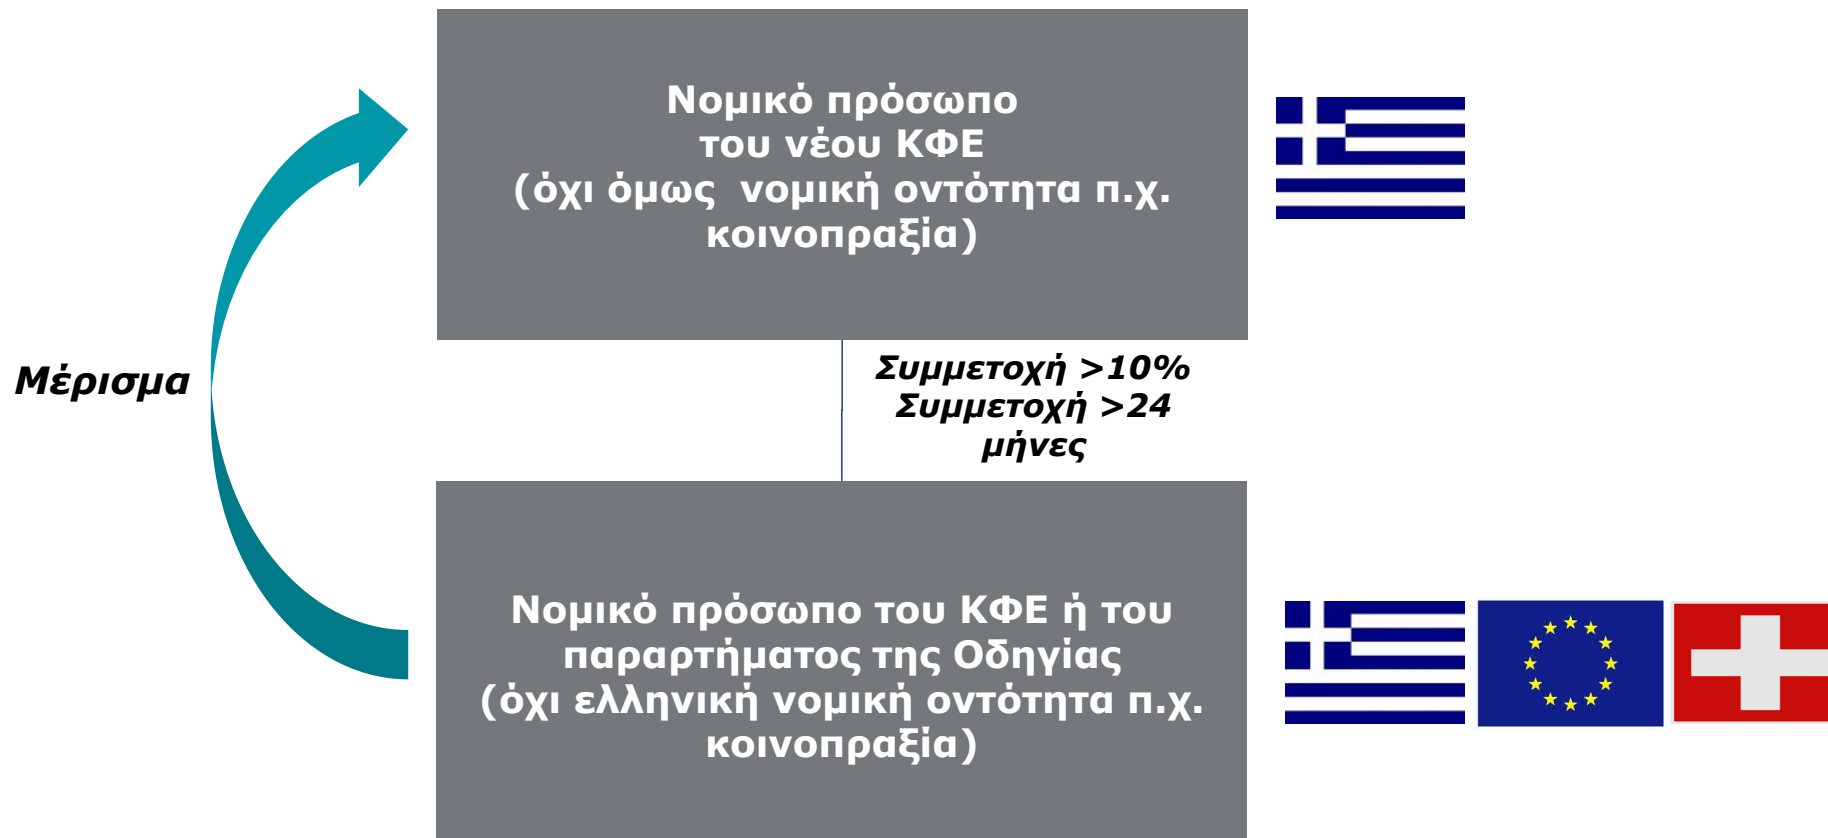 Νομικό πρόσωπο
του νέου ΚΦΕ
(όχι όμως νομική οντότητα π.χ.
κοινοπραξία)
Μέρισμα
Συμμετοχή >10%
Συμμετοχή >24
μήνες
Νομικό πρόσωπο του ΚΦΕ ή του
παραρτήματος της Οδηγίας
(όχι ελληνική νομική οντότητα π.χ.
κοινοπραξία)